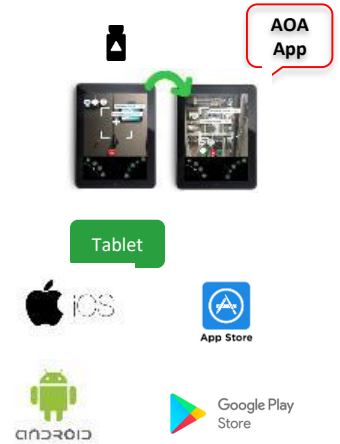 AOA
App
Tablet
iOS
App Store
android
Google Play
Store